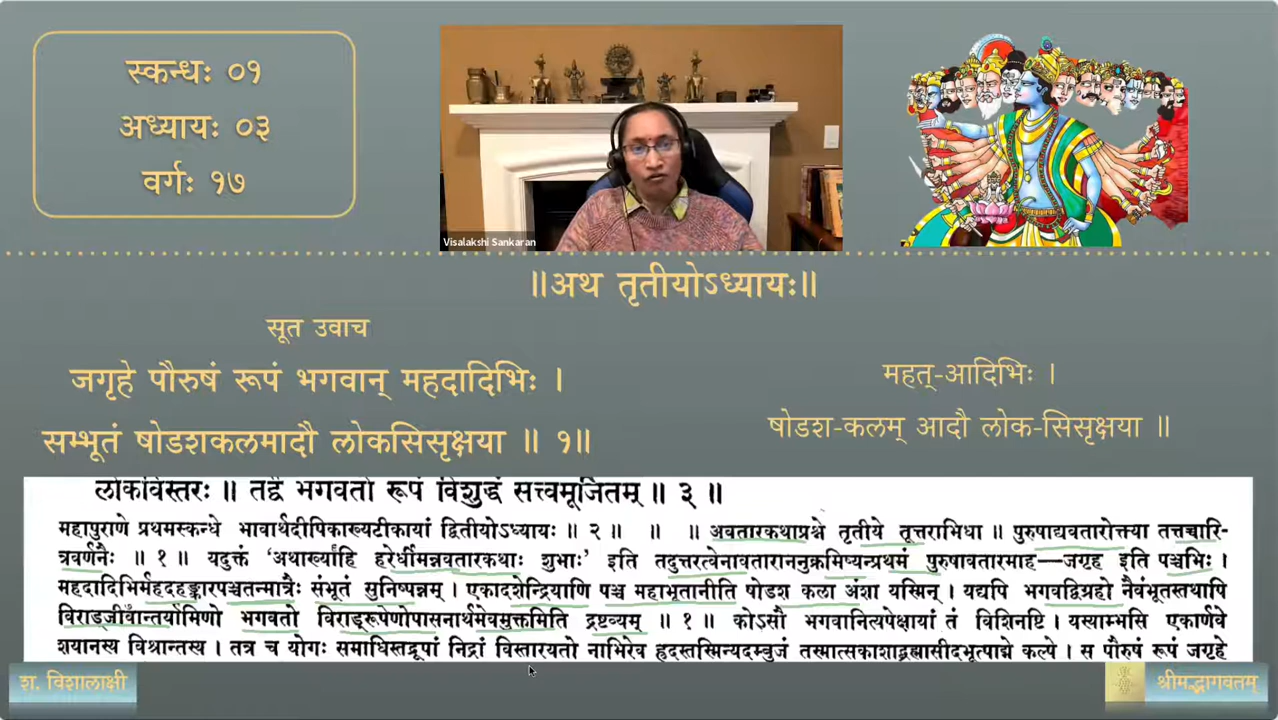 स्कन्धः ०१
अध्यायः ०३
वर्गः १७
Visalakshi Sankaran
॥अथ तृतीयोऽध्यायः॥
सूत उवाच
जगृहे पौरुषं रूपं भगवान् महदादिभिः ।
सम्भूतं षोडशकलमादौ लोकसिसृक्षया ॥ १॥
महत्-आदिभिः ।
षोडश-कलम् आदौ लोक-सिसृक्षया ॥
लोकविस्तरः ॥ तद्वै भगवतो रूपं विशुद्धं सत्त्वमूर्जितम् ॥ ३ ॥
महापुराणे प्रथमस्कन्धे भावार्थदीपिकाख्यटीकायां द्वितीयोऽध्यायः ॥ २ ॥ ॥ ॥ अवतारकथाप्रश्ने तृतीये तूत्तराभिधा ॥ पुरुषाद्यवतारोक्त्या तत्तच्चारि-
त्रवर्णनैः ॥ १ ॥ यदुक्तं 'अथाख्याहि हरेर्धीमन्नवतारकथाः शुभाः' इति तदुत्तरत्वेनावताराननुक्रमिष्यन्प्रथमं पुरुषावतारमाह—जगृह इति पञ्चभिः ।
महदादिभिर्महदहङ्कारपञ्चतन्मात्रैः संभूतं सुनिष्पन्नम् । एकादशेन्द्रियाणि पञ्च महाभूतानीति षोडश कला अंशा यस्मिन् । यद्यपि भगवद्विग्रहो नैवंभूतस्तथापि
विराड्जीवान्तर्यामिणो भगवतो विराड्रूपेणोपासनार्थमेवमुक्तमिति द्रष्टव्यम् ॥ १ ॥ कोऽसौ भगवानित्यपेक्षायां तं विशिनष्टि । यस्याम्भसि एकार्णवे
शयानस्य विश्रान्तस्य । तत्र च योगः समाधिस्तद्रूपां निद्रां विस्तारयतो नाभिरेव ह्रदस्तस्मिन्यदम्बुजं तस्मात्सकाशाद्ब्रह्मासीदभूत्पाद्मे कल्पे । स पौरुषं रूपं जगृहे
श. विशालाक्षी
श्रीमद्भागवतम्